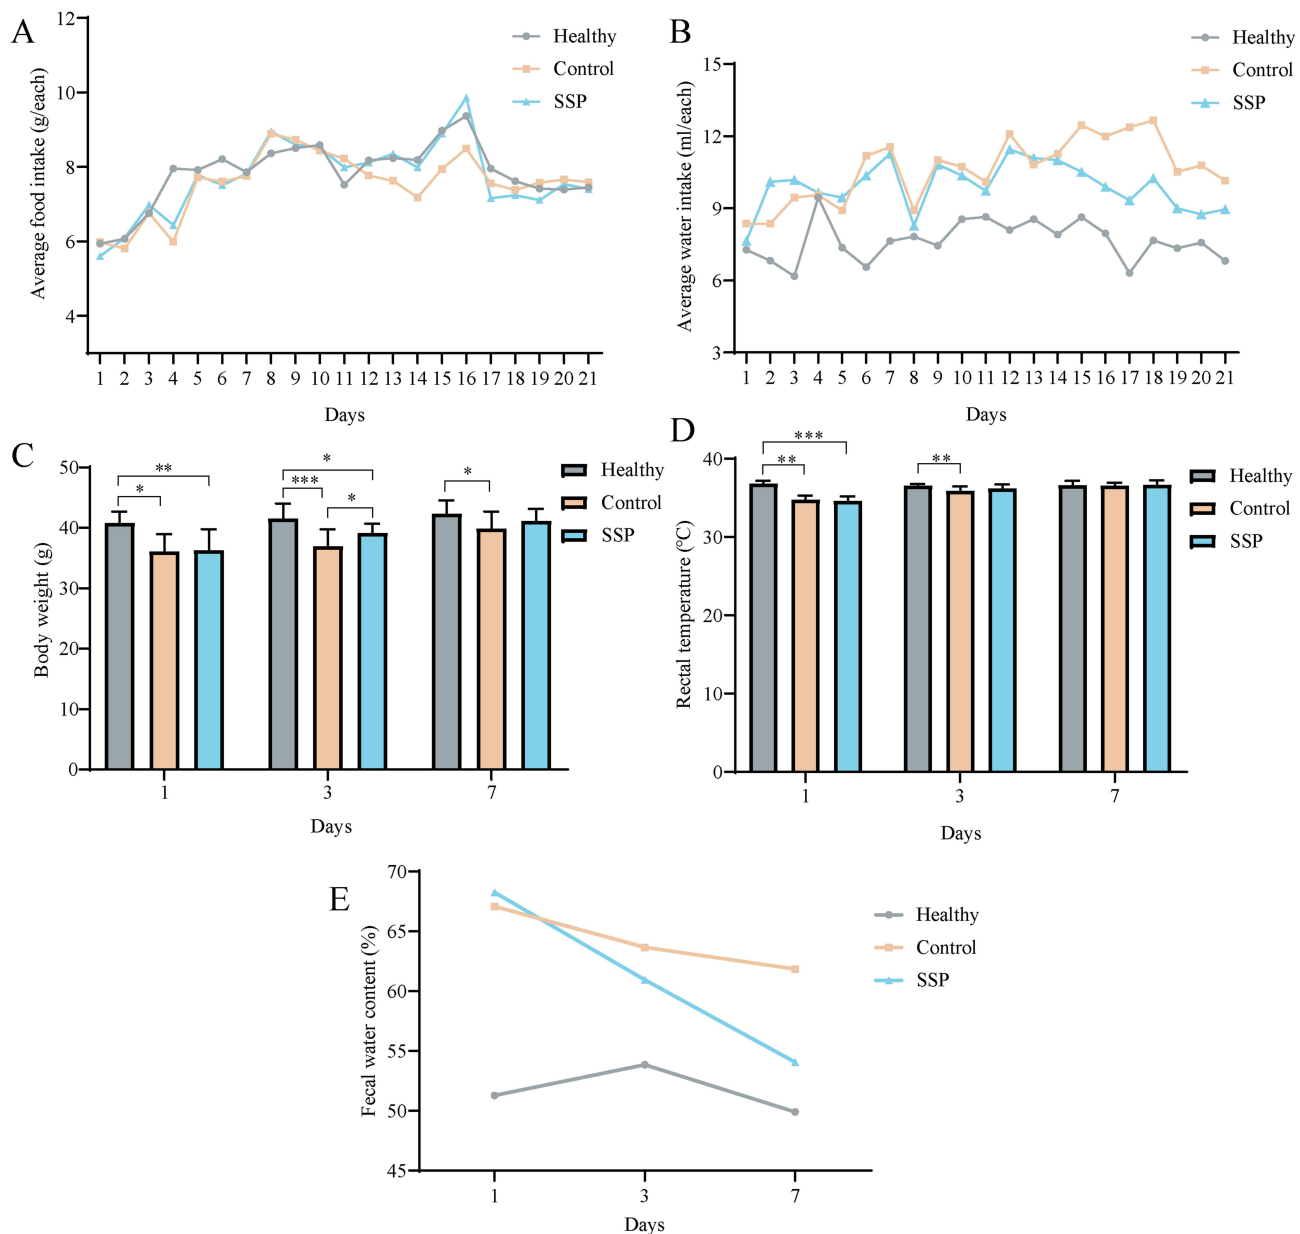 A
Average food intake (g/each)
12
10
8
6
4
1 2 3 4 5 6 7 8 9 10 11 12 13 14 15 16 17 18 19 20 21
Days
Healthy
Control
SSP
B
Average water intake (ml/each)
15
12
9
6
3
1 2 3 4 5 6 7 8 9 10 11 12 13 14 15 16 17 18 19 20 21
Days
Healthy
Control
SSP
C
Body weight (g)
50
40
30
20
10
0
**
*
*
***
*
*
1 3 7
Days
Healthy
Control
SSP
D
Rectal temperature (℃)
40
30
20
10
0
***
**
**
1 3 7
Days
Healthy
Control
SSP
E
Fecal water content (%)
70
65
60
55
50
45
1 3 7
Days
Healthy
Control
SSP